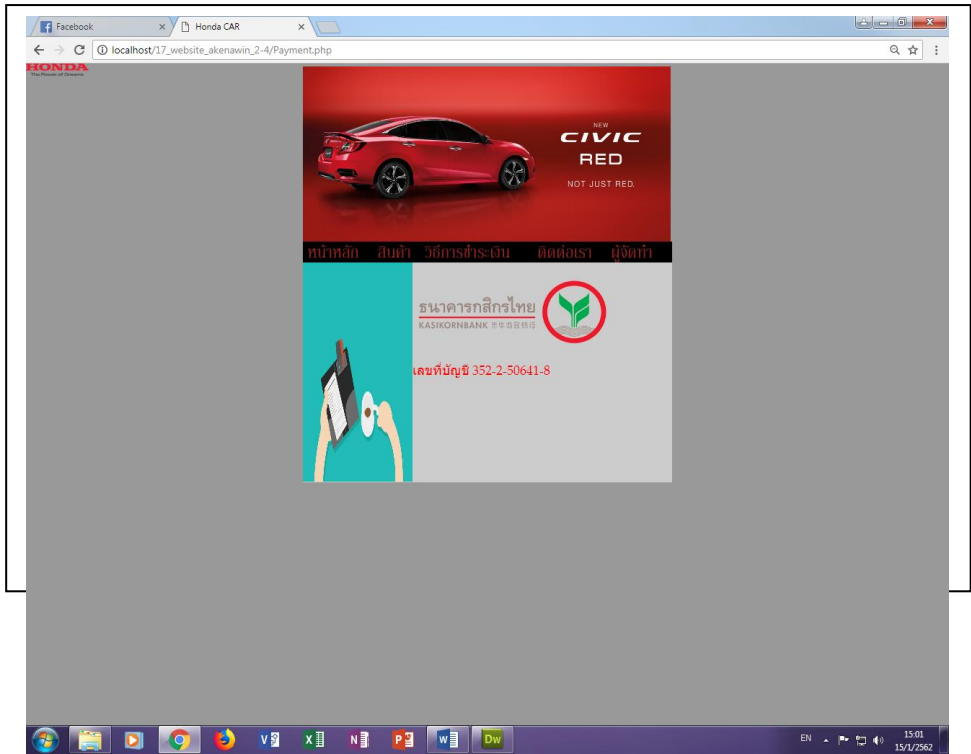 Facebook
Honda CAR
localhost/17_website_akenawin_2-4/Payment.php
HONDA
The Power of Dreams
NEW
CIVIC
RED
NOT JUST RED.
หน้าหลัก สินค้า วิธีการชำระเงิน ติดต่อเรา ผู้จัดทำ
ธนาคารกสิกรไทย
KASIKORNBANK
เลขที่บัญชี 352-2-50641-8
EN
15:01
15/1/2562